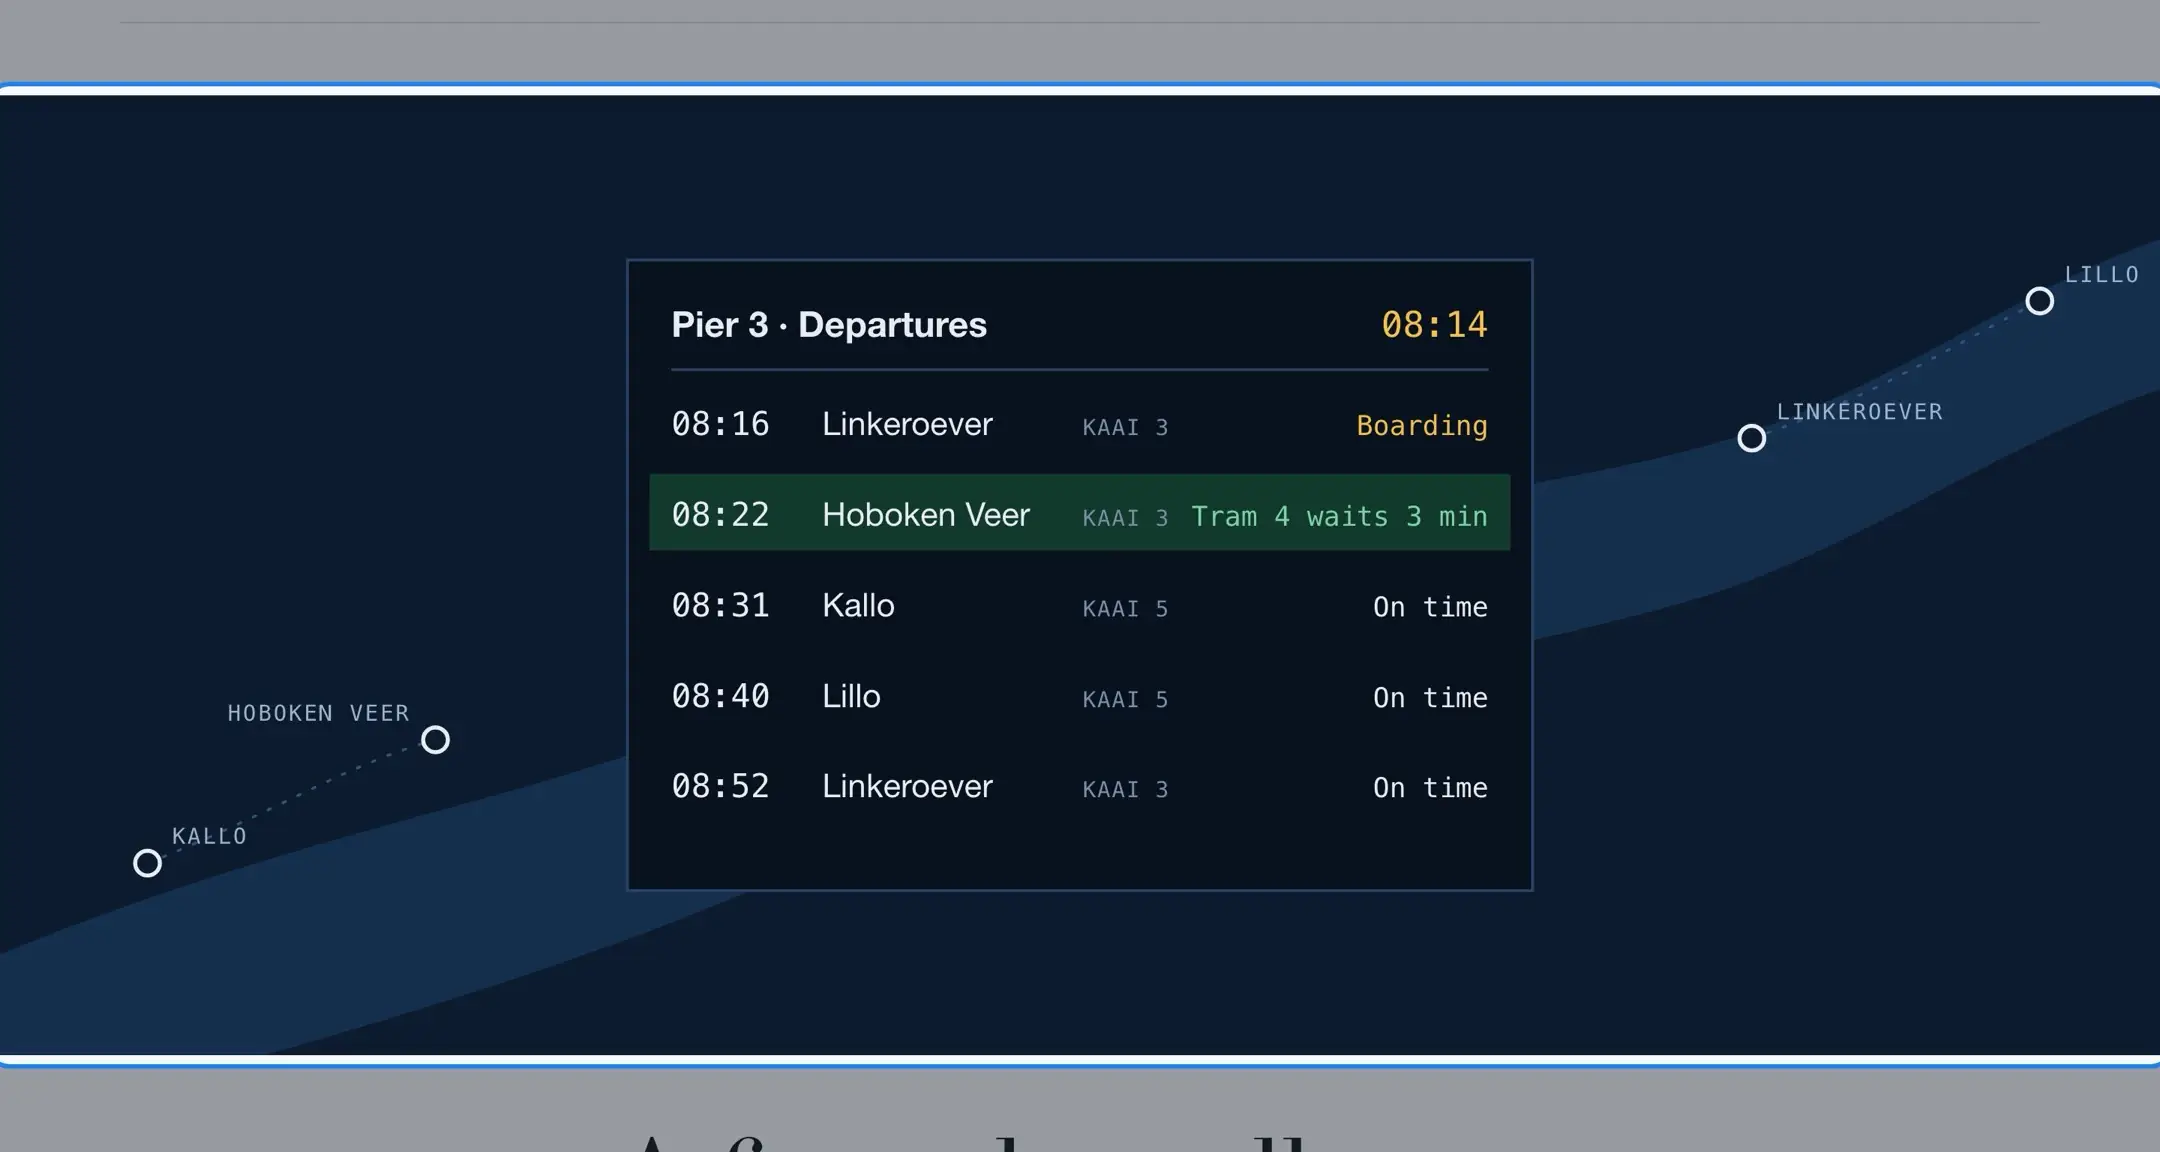 LILLO
LINKEROEVER
Pier 3 · Departures 08:14
08:16 Linkeroever KAAI 3 Boarding
08:22 Hoboken Veer KAAI 3 Tram 4 waits 3 min
08:31 Kallo KAAI 5 On time
08:40 Lillo KAAI 5 On time
08:52 Linkeroever KAAI 3 On time
HOBOKEN VEER
KALLO